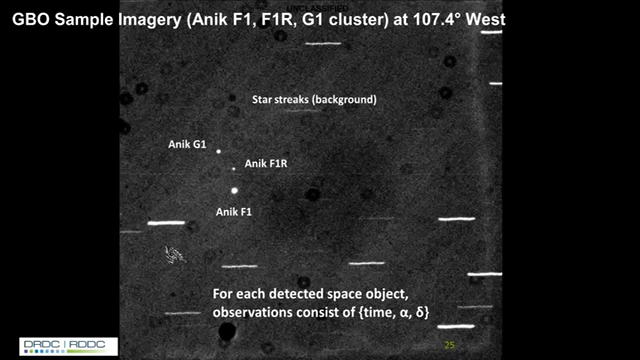 UNCLASSIFIED
GBO Sample Imagery (Anik F1, F1R, G1 cluster) at 107.4° West
Star streaks (background)
Anik G1
Anik F1R
Anik F1
For each detected space object,
observations consist of {time, α, δ}
DRDC | RDDC
25